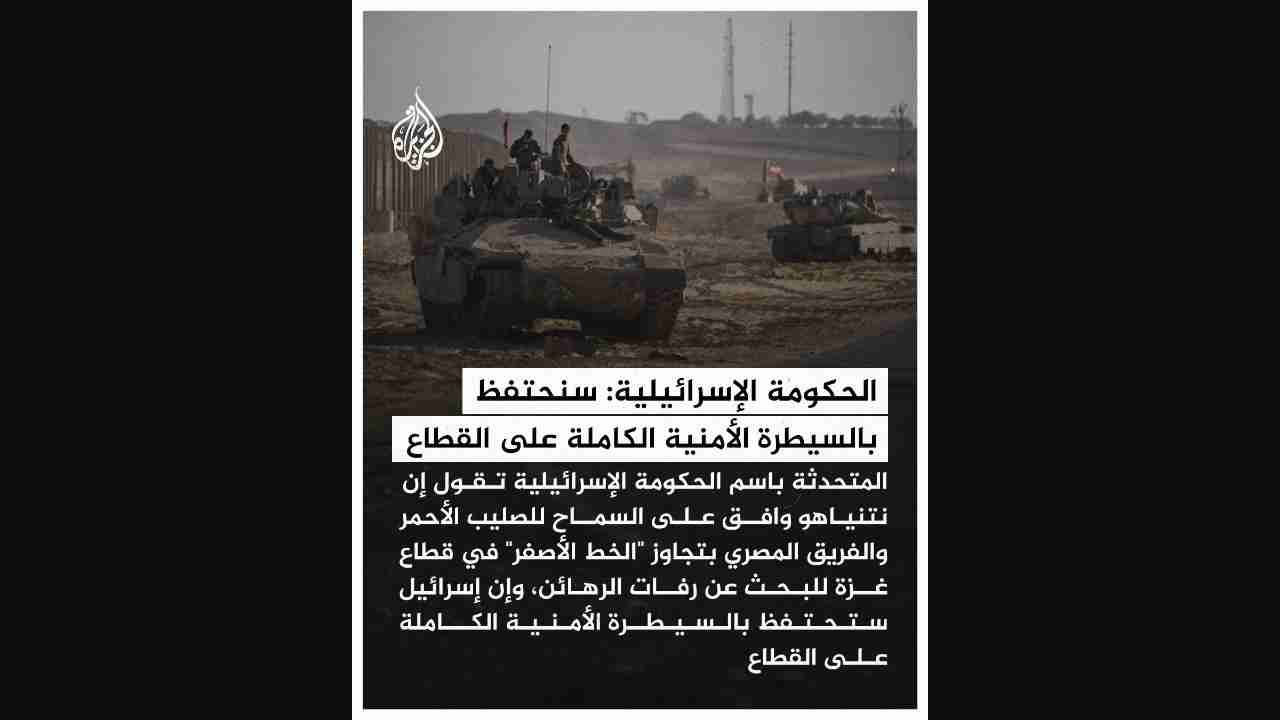 الجزيرة
الحكومة الإسرائيلية: سنحتفظ
بالسيطرة الأمنية الكاملة على القطاع
المتحدثة باسم الحكومة الإسرائيلية تقول إن
نتنياهو وافق على السماح للصليب الأحمر
والفريق المصري بتجاوز "الخط الأصفر" في قطاع
غزة للبحث عن رفات الرهائن، وإن إسرائيل
ستحتفظ بالسيطرة الأمنية الكاملة
على القطاع